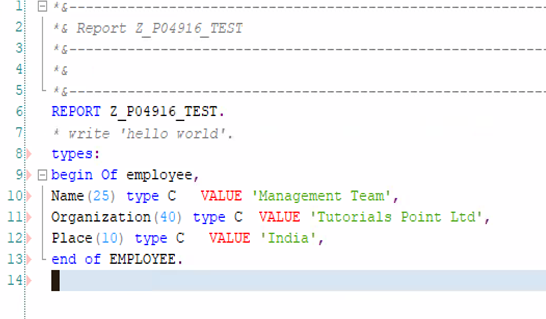 1 *&---------------------------------------------------------------------
2 *& Report Z_P04916_TEST
3 *&---------------------------------------------------------------------
4 *&
5 *&---------------------------------------------------------------------
6 REPORT Z_P04916_TEST.
7 * write 'hello world'.
8 types:
9 begin Of employee,
10 Name(25) type C   VALUE 'Management Team',
11 Organization(40) type C  VALUE 'Tutorials Point Ltd',
12 Place(10) type C   VALUE 'India',
13 end of EMPLOYEE.
14